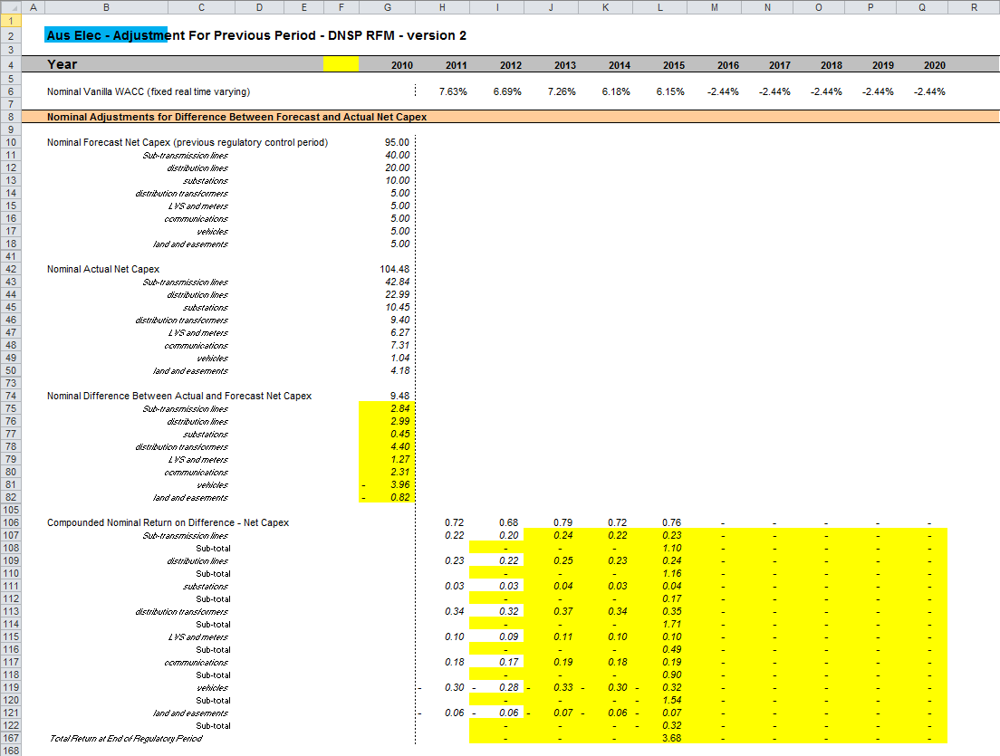 A B C D E F G H I J K L M N O P Q R
1
2 Aus Elec - Adjustment For Previous Period - DNSP RFM - version 2
3
4 Year 2010 2011 2012 2013 2014 2015 2016 2017 2018 2019 2020
5
6 Nominal Vanilla WACC (fixed real time varying) 7.63% 6.69% 7.26% 6.18% 6.15% -2.44% -2.44% -2.44% -2.44% -2.44%
7
8 Nominal Adjustments for Difference Between Forecast and Actual Net Capex
9
10 Nominal Forecast Net Capex (previous regulatory control period) 95.00
11 Sub-transmission lines 40.00
12 distribution lines 20.00
13 substations 10.00
14 distribution transformers 5.00
15 LVS and meters 5.00
16 communications 5.00
17 vehicles 5.00
18 land and easements 5.00
41
42 Nominal Actual Net Capex 104.48
43 Sub-transmission lines 42.84
44 distribution lines 22.99
45 substations 10.45
46 distribution transformers 9.40
47 LVS and meters 6.27
48 communications 7.31
49 vehicles 1.04
50 land and easements 4.18
73
74 Nominal Difference Between Actual and Forecast Net Capex 9.48
75 Sub-transmission lines 2.84
76 distribution lines 2.99
77 substations 0.45
78 distribution transformers 4.40
79 LVS and meters 1.27
80 communications 2.31
81 vehicles - 3.96
82 land and easements - 0.82
105
106 Compounded Nominal Return on Difference - Net Capex 0.72 0.68 0.79 0.72 0.76 - - - - -
107 Sub-transmission lines 0.22 0.20 0.24 0.22 0.23 - - - - -
108 Sub-total - - - 1.10 - - - - -
109 distribution lines 0.23 0.22 0.25 0.23 0.24 - - - - -
110 Sub-total - - - 1.16 - - - - -
111 substations 0.03 0.03 0.04 0.03 0.04 - - - - -
112 Sub-total - - - 0.17 - - - - -
113 distribution transformers 0.34 0.32 0.37 0.34 0.35 - - - - -
114 Sub-total - - - 1.71 - - - - -
115 LVS and meters 0.10 0.09 0.11 0.10 0.10 - - - - -
116 Sub-total - - - 0.49 - - - - -
117 communications 0.18 0.17 0.19 0.18 0.19 - - - - -
118 Sub-total - - - 0.90 - - - - -
119 vehicles - 0.30 - 0.28 - 0.33 - 0.30 - 0.32 - - - - -
120 Sub-total - - - - 1.54 - - - - -
121 land and easements - 0.06 - 0.06 - 0.07 - 0.06 - 0.07 - - - - -
122 Sub-total - - - - 0.32 - - - - -
167 Total Return at End of Regulatory Period - - - 3.68 - - - - -
168